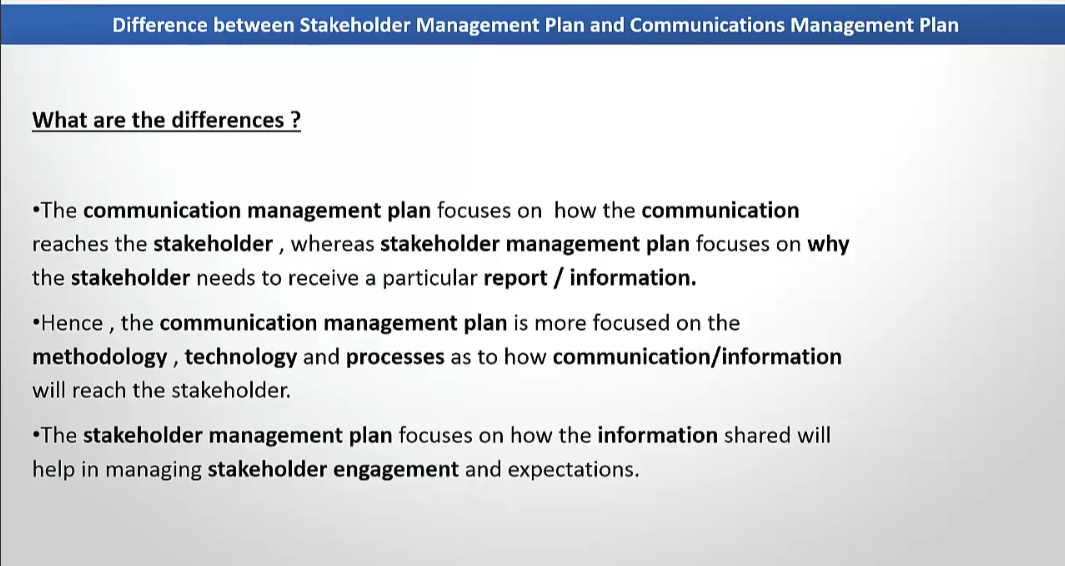 Difference between Stakeholder Management Plan and Communications Management Plan
What are the differences ?
•The communication management plan focuses on  how the communication
reaches the stakeholder , whereas stakeholder management plan focuses on why
the stakeholder needs to receive a particular report / information.
•Hence , the communication management plan is more focused on the
methodology , technology and processes as to how communication/information
will reach the stakeholder.
•The stakeholder management plan focuses on how the information shared will
help in managing stakeholder engagement and expectations.